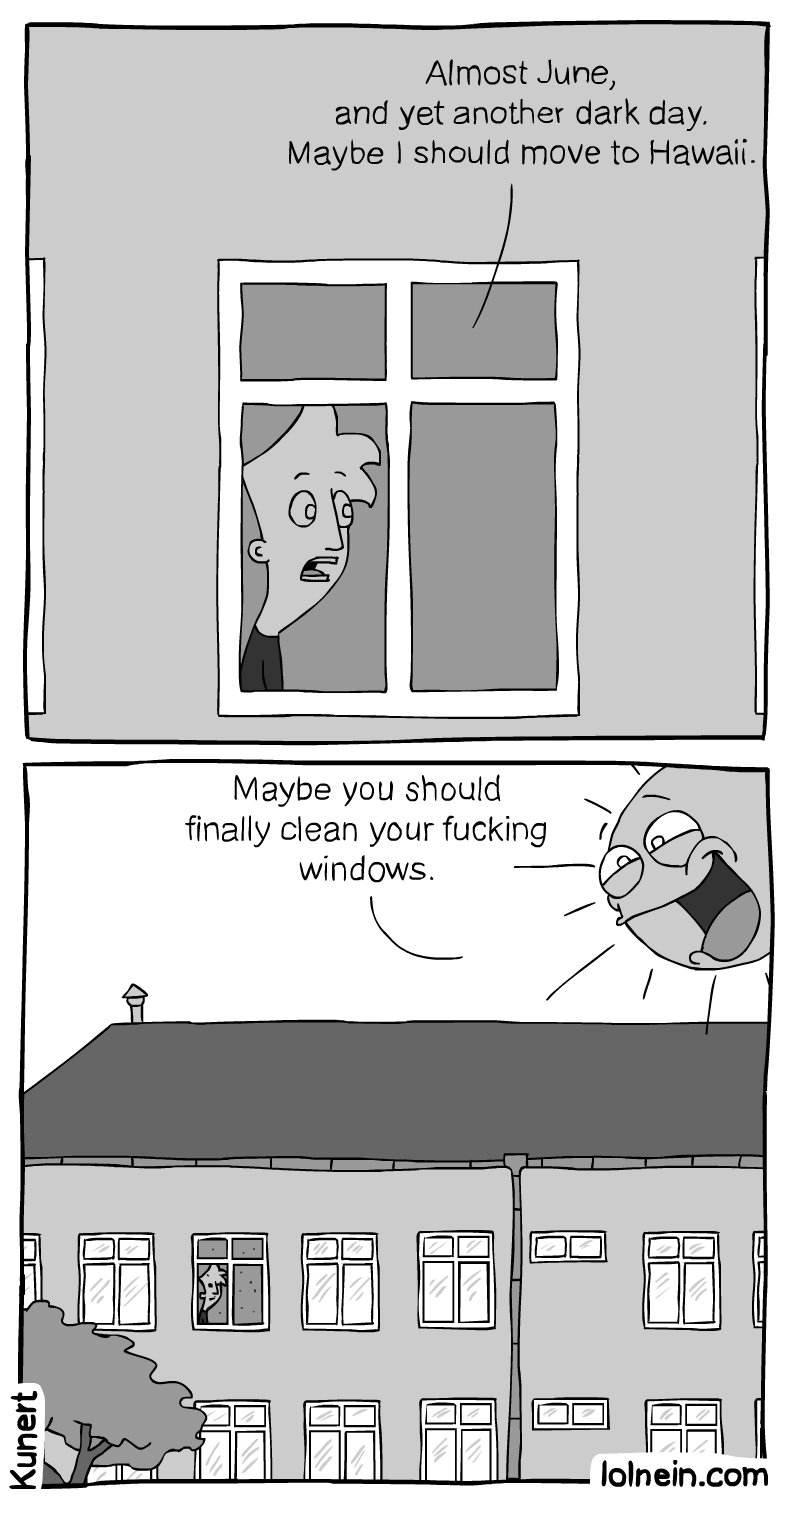 Almost June,
and yet another dark day.
Maybe I should move to Hawaii.
Maybe you should
finally clean your fucking
windows.
Kunert
lolnein.com